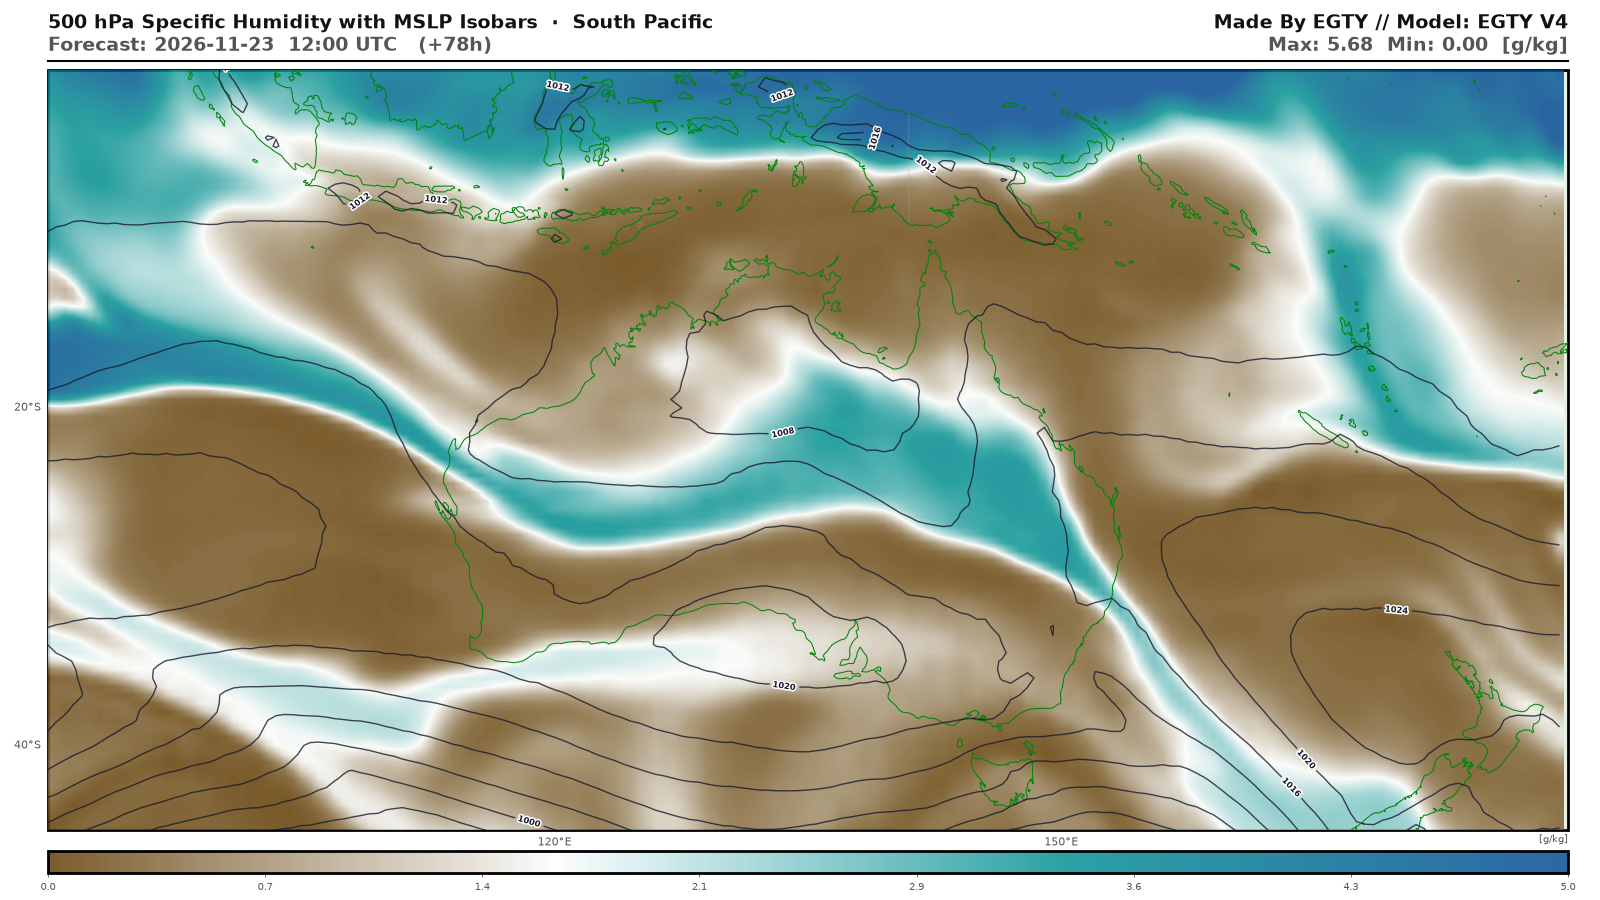 500 hPa Specific Humidity with MSLP Isobars · South Pacific
Made By EGTY // Model: EGTY V4
Forecast: 2026-11-23 12:00 UTC (+78h)
Max: 5.68 Min: 0.00 [g/kg]
1012
1012
1016
1012
1012
1012
20°S
1008
1024
1020
40°S
1020
1016
1000
120°E
150°E
[g/kg]
0.0
0.7
1.4
2.1
2.9
3.6
4.3
5.0